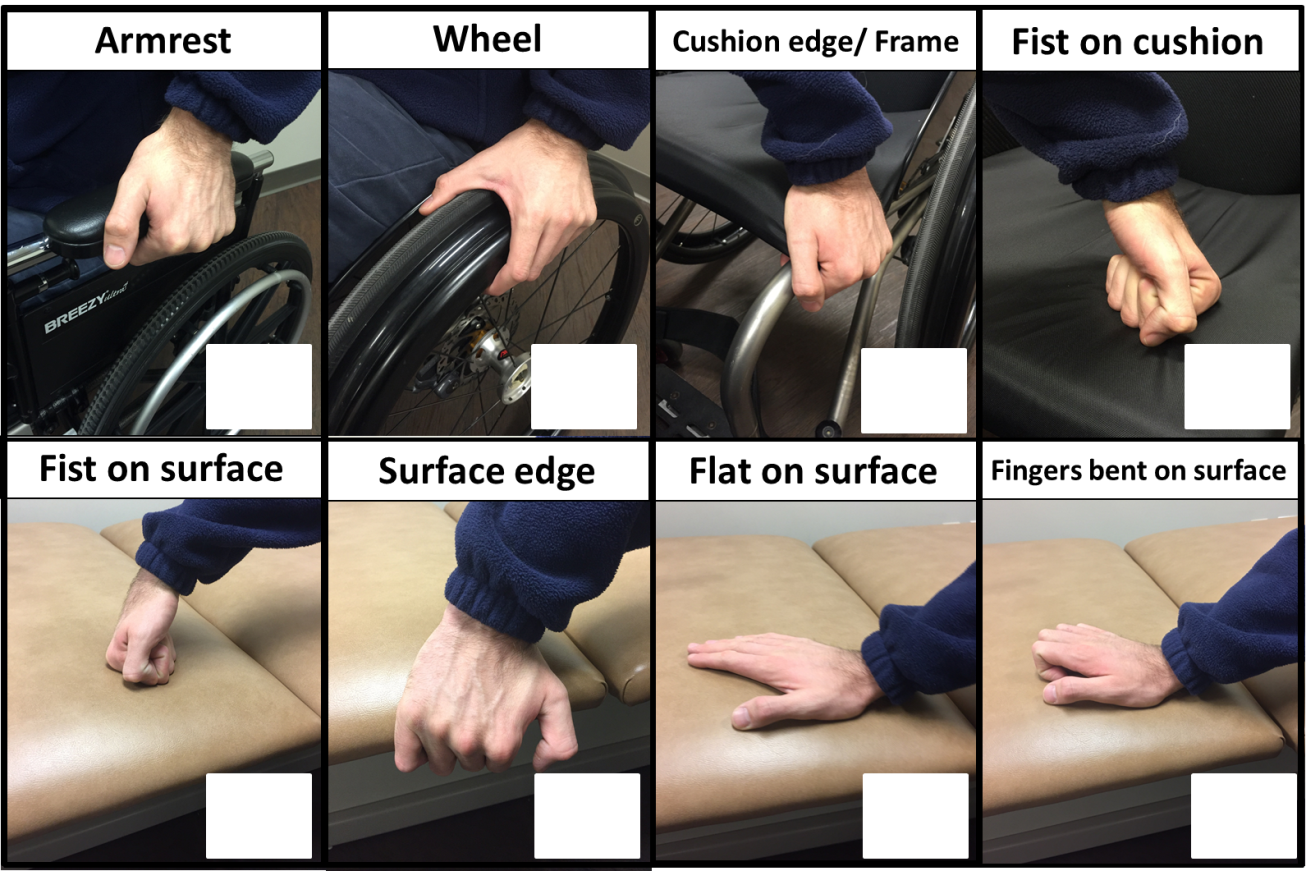 Armrest
Wheel
Cushion edge/ Frame
Fist on cushion
BREEZY ultra
Fist on surface
Surface edge
Flat on surface
Fingers bent on surface